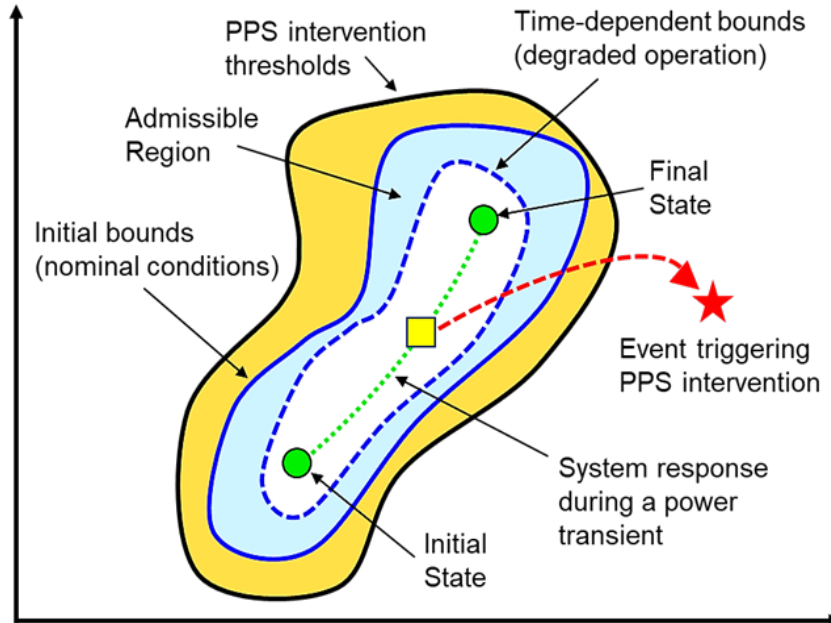 PPS intervention
thresholds
Time-dependent bounds
(degraded operation)
Admissible
Region
Final
State
Initial bounds
(nominal conditions)
Event triggering
PPS intervention
System response
during a power
transient
Initial
State